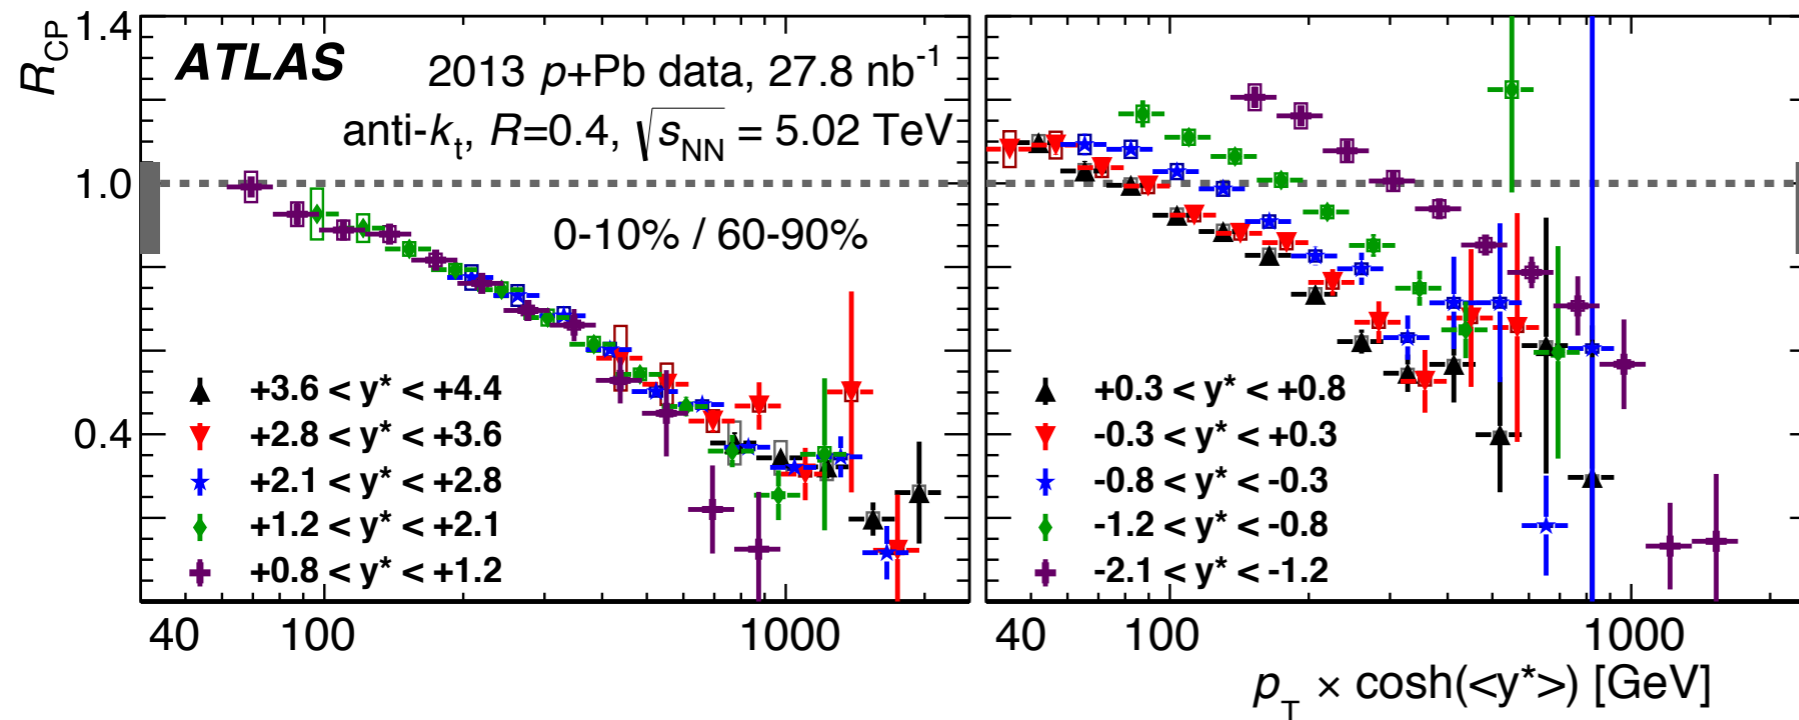 R_CP
1.4
1.0
0.4
ATLAS
2013 p+Pb data, 27.8 nb⁻¹
anti-k_t, R=0.4, √s_NN = 5.02 TeV
0-10% / 60-90%
+3.6 < y* < +4.4
+2.8 < y* < +3.6
+2.1 < y* < +2.8
+1.2 < y* < +2.1
+0.8 < y* < +1.2
40 100 1000
+0.3 < y* < +0.8
-0.3 < y* < +0.3
-0.8 < y* < -0.3
-1.2 < y* < -0.8
-2.1 < y* < -1.2
40 100 1000
p_T × cosh(<y*>) [GeV]